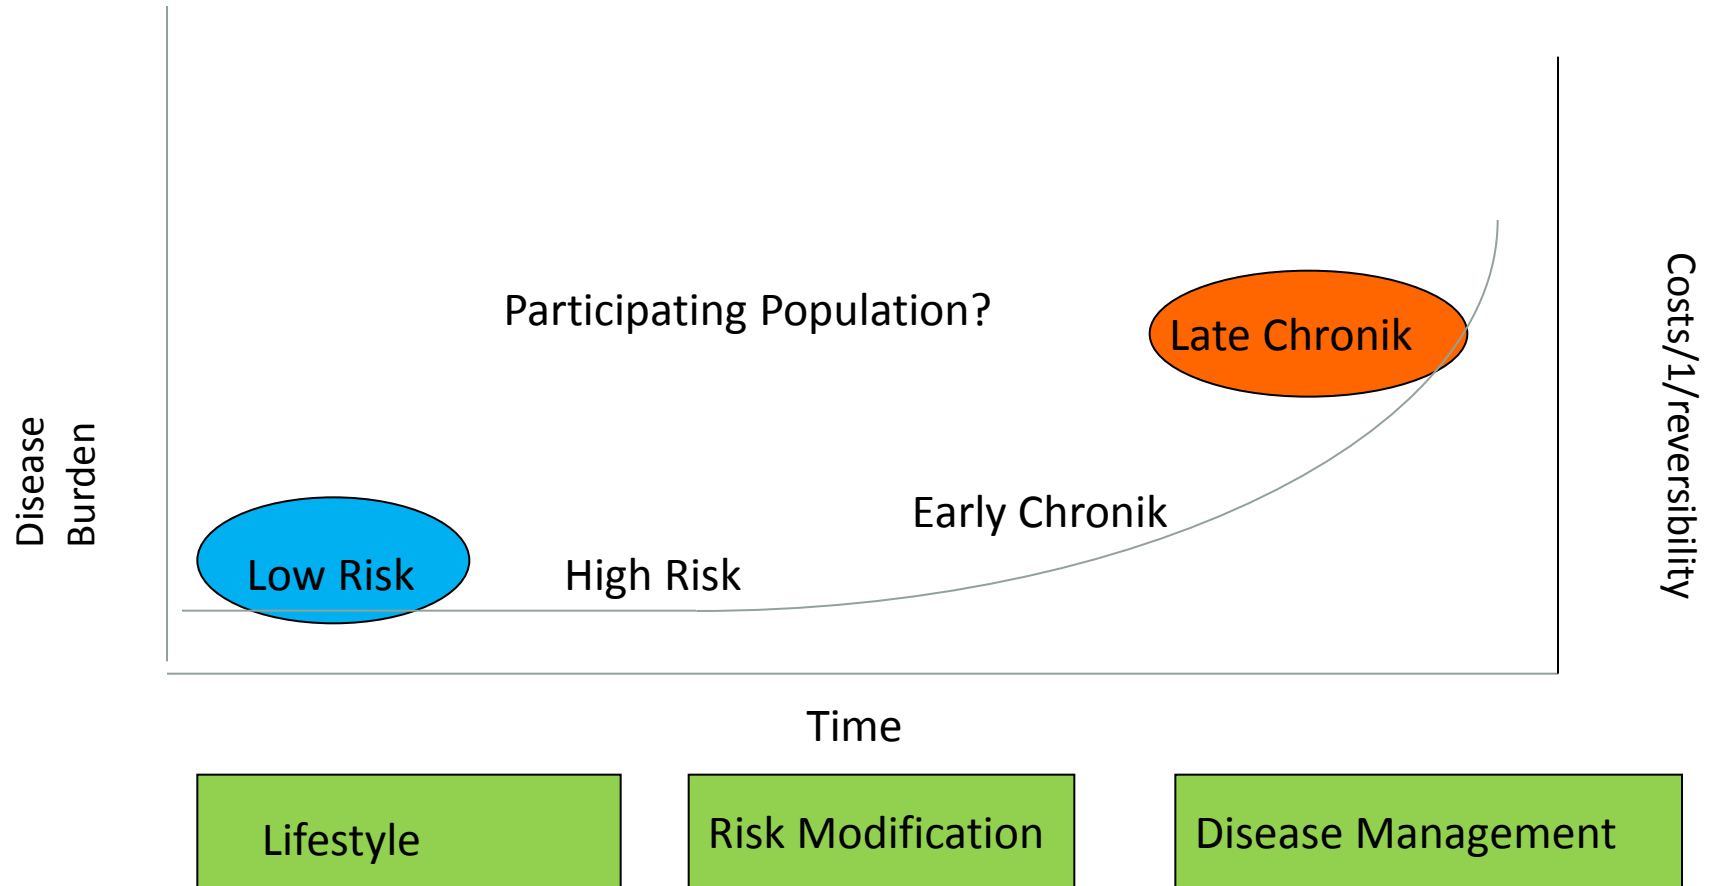 Participating Population?
Late Chronik
Costs/1/reversibility
Disease
Burden
Early Chronik
Low Risk
High Risk
Time
Lifestyle
Risk Modification
Disease Management